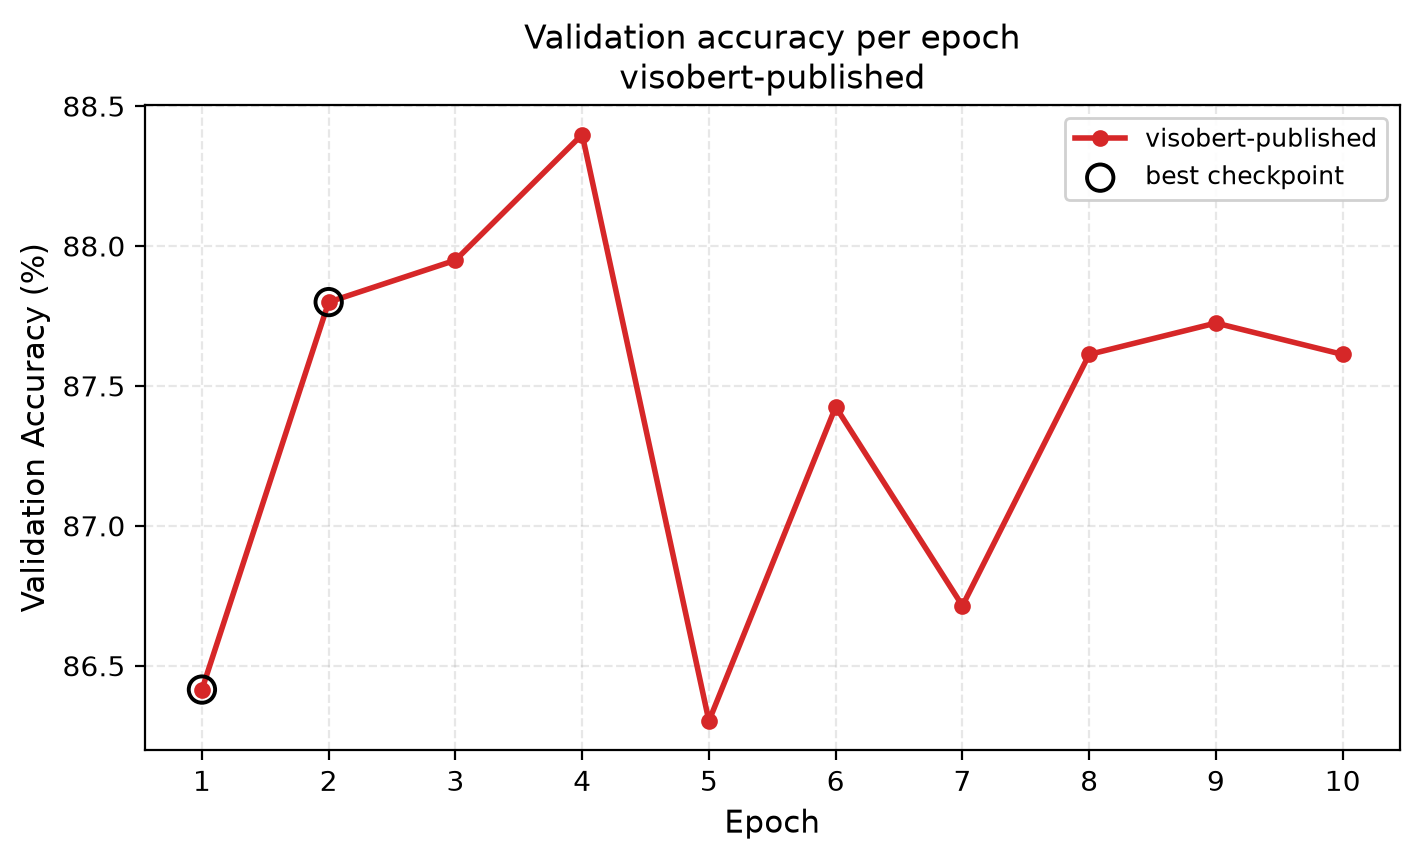 Validation accuracy per epoch
visobert-published
88.5
88.0
87.5
87.0
86.5
Validation Accuracy (%)
visobert-published
best checkpoint
1 2 3 4 5 6 7 8 9 10
Epoch